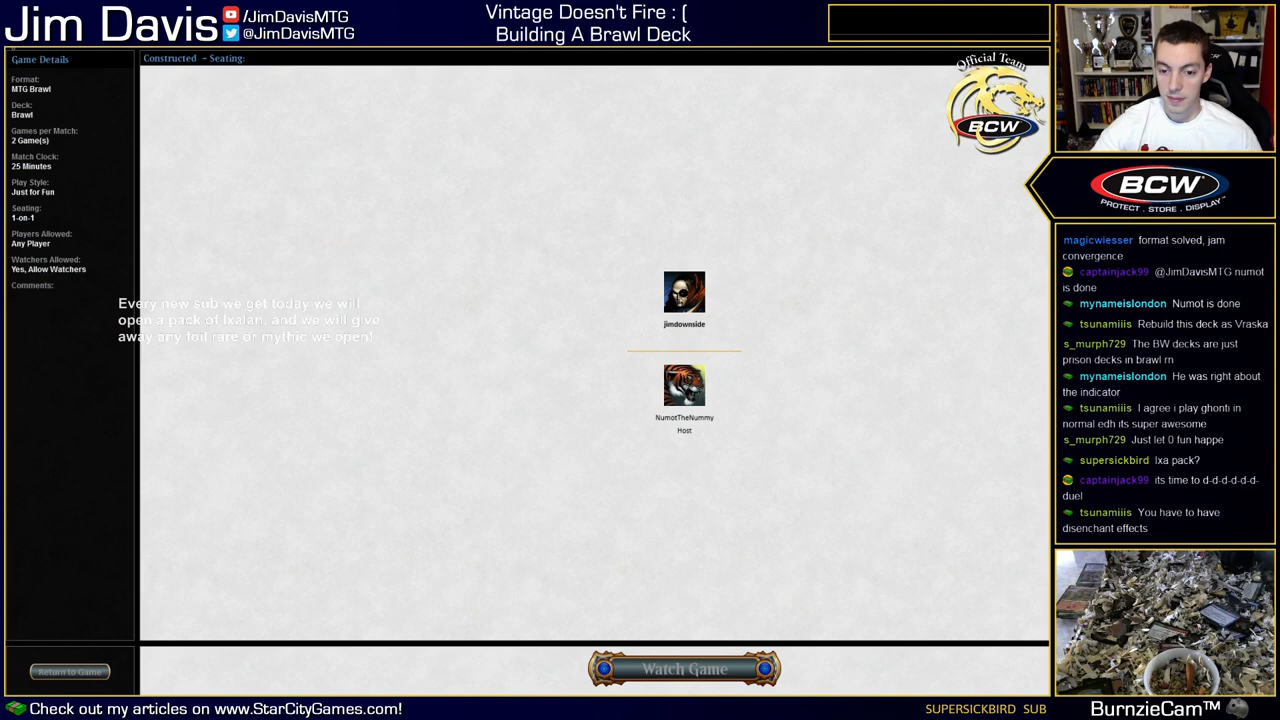 Jim Davis
/JimDavisMTG
@JimDavisMTG
Vintage Doesn't Fire : (
Building A Brawl Deck
Game Details
Format:
MTG Brawl
Deck:
Brawl
Games per Match:
2 Game(s)
Match Clock:
25 Minutes
Play Style:
Just for Fun
Seating:
1-on-1
Players Allowed:
Any Player
Watchers Allowed:
Yes, Allow Watchers
Comments:
Constructed - Seating:
Official Team
BCW
Every new sub we get today we will
open a pack of Ixalan, and we will give
away any foil rare or mythic we open!
jimdownside
NumotTheNummy
Host
Return to Game
Watch Game
BCW
PROTECT . STORE . DISPLAY
magicwiesser format solved, jam
convergence
captainjack99 @JimDavisMTG numot
is done
mynameislondon Numot is done
tsunamiiis Rebuild this deck as Vraska
s_murph729 The BW decks are just
prison decks in brawl rn
mynameislondon He was right about
the indicator
tsunamiiis I agree i play ghonti in
normal edh its super awesome
s_murph729 Just let 0 fun happe
supersickbird Ixa pack?
captainjack99 its time to d-d-d-d-d-d-
duel
tsunamiiis You have to have
disenchant effects
Check out my articles on www.StarCityGames.com!
SUPERSICKBIRD SUB
BurnzieCam™